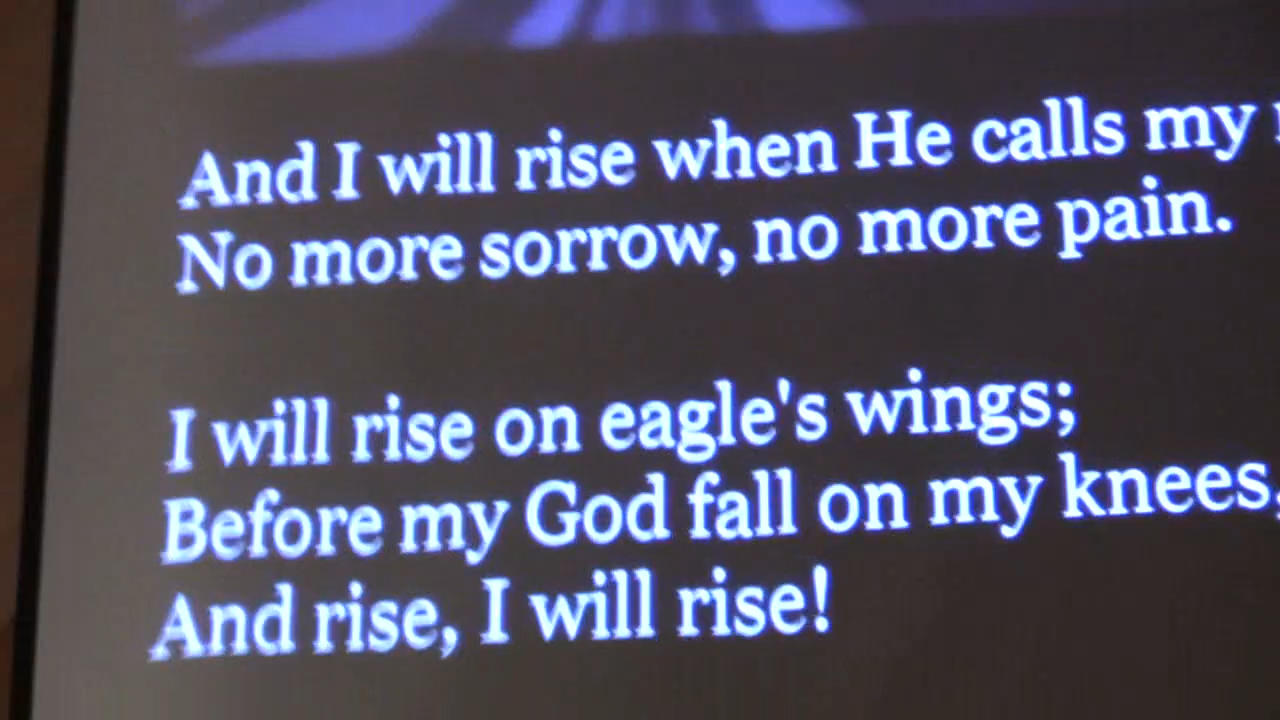 And I will rise when He calls my
No more sorrow, no more pain.
I will rise on eagle's wings;
Before my God fall on my knees,
And rise, I will rise!